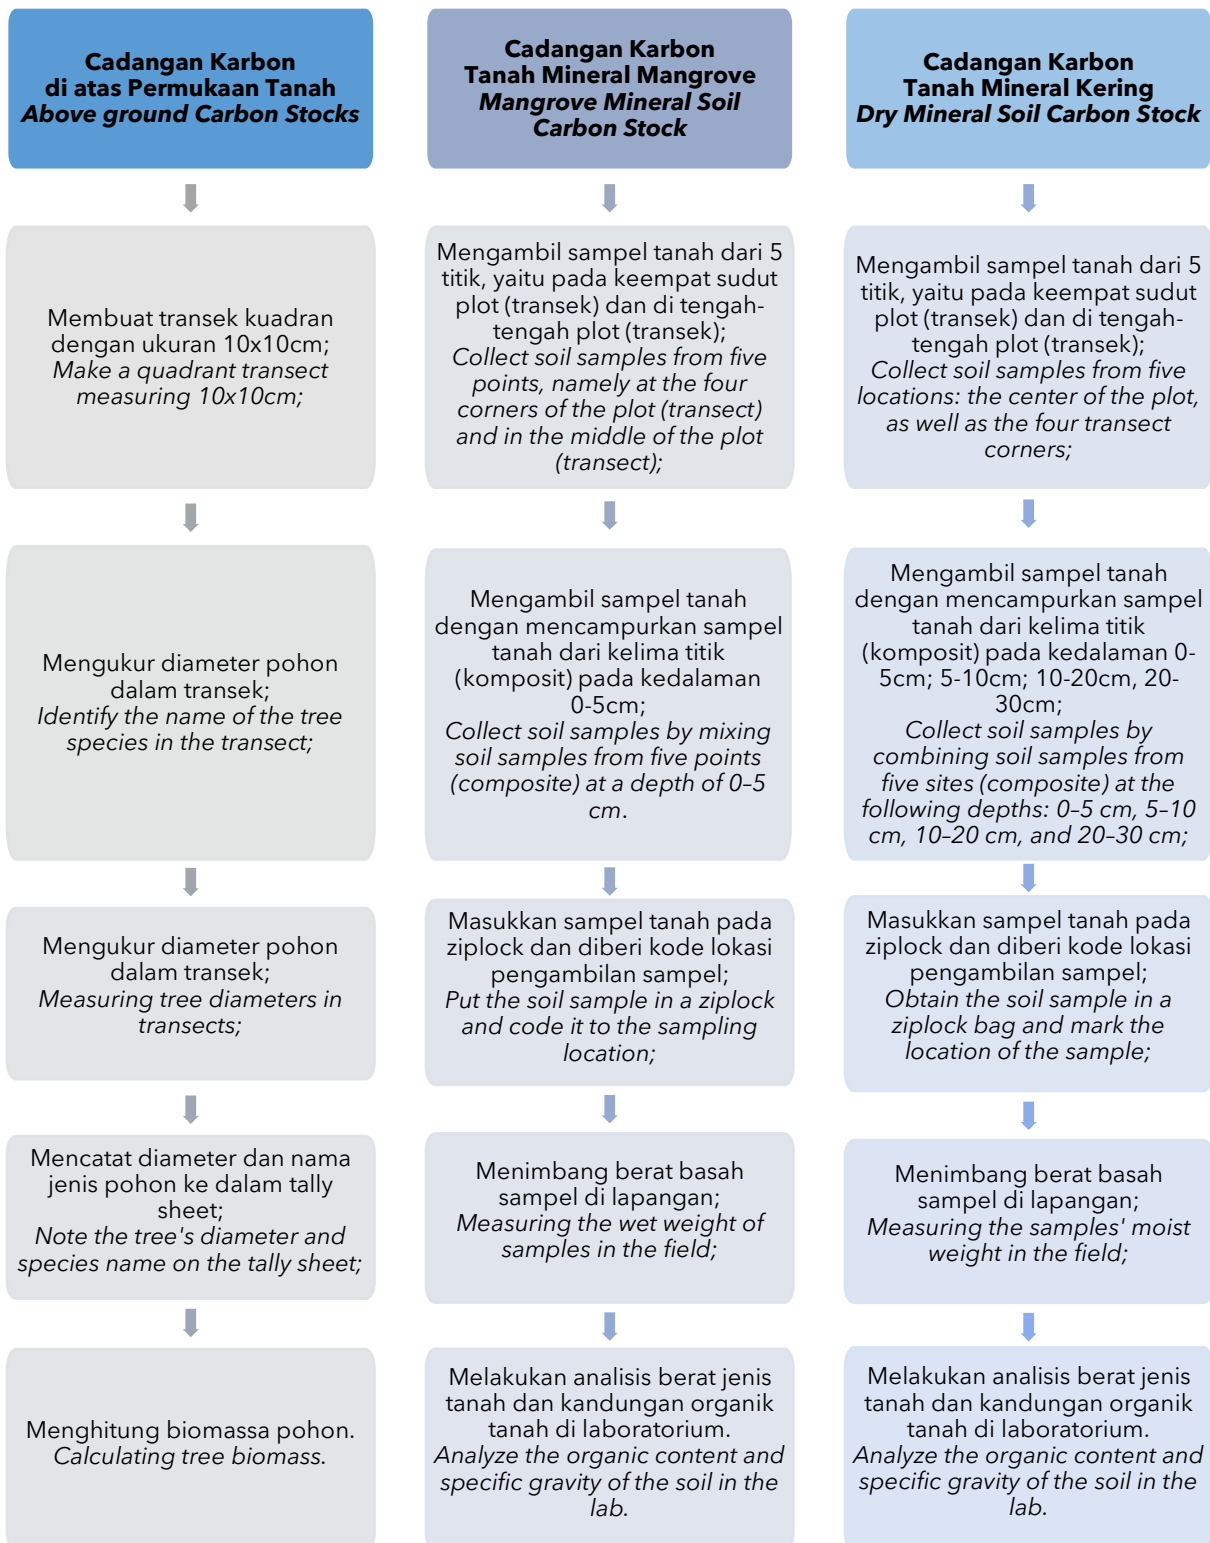 Cadangan Karbon
di atas Permukaan Tanah
Above ground Carbon Stocks
Membuat transek kuadran
dengan ukuran 10x10cm;
Make a quadrant transect
measuring 10x10cm;
Mengukur diameter pohon
dalam transek;
Identify the name of the tree
species in the transect;
Mengukur diameter pohon
dalam transek;
Measuring tree diameters in
transects;
Mencatat diameter dan nama
jenis pohon ke dalam tally
sheet;
Note the tree's diameter and
species name on the tally sheet;
Menghitung biomassa pohon.
Calculating tree biomass.
Cadangan Karbon
Tanah Mineral Mangrove
Mangrove Mineral Soil
Carbon Stock
Mengambil sampel tanah dari 5
titik, yaitu pada keempat sudut
plot (transek) dan di tengah-
tengah plot (transek);
Collect soil samples from five
points, namely at the four
corners of the plot (transect)
and in the middle of the plot
(transect);
Mengambil sampel tanah
dengan mencampurkan sampel
tanah dari kelima titik
(komposit) pada kedalaman
0-5cm;
Collect soil samples by mixing
soil samples from five points
(composite) at a depth of 0–5
cm.
Masukkan sampel tanah pada
ziplock dan diberi kode lokasi
pengambilan sampel;
Put the soil sample in a ziplock
and code it to the sampling
location;
Menimbang berat basah
sampel di lapangan;
Measuring the wet weight of
samples in the field;
Melakukan analisis berat jenis
tanah dan kandungan organik
tanah di laboratorium.
Analyze the organic content and
specific gravity of the soil in the
lab.
Cadangan Karbon
Tanah Mineral Kering
Dry Mineral Soil Carbon Stock
Mengambil sampel tanah dari 5
titik, yaitu pada keempat sudut
plot (transek) dan di tengah-
tengah plot (transek);
Collect soil samples from five
locations: the center of the plot,
as well as the four transect
corners;
Mengambil sampel tanah
dengan mencampurkan sampel
tanah dari kelima titik
(komposit) pada kedalaman 0-
5cm; 5-10cm; 10-20cm, 20-
30cm;
Collect soil samples by
combining soil samples from
five sites (composite) at the
following depths: 0–5 cm, 5–10
cm, 10–20 cm, and 20–30 cm;
Masukkan sampel tanah pada
ziplock dan diberi kode lokasi
pengambilan sampel;
Obtain the soil sample in a
ziplock bag and mark the
location of the sample;
Menimbang berat basah
sampel di lapangan;
Measuring the samples' moist
weight in the field;
Melakukan analisis berat jenis
tanah dan kandungan organik
tanah di laboratorium.
Analyze the organic content and
specific gravity of the soil in the
lab.